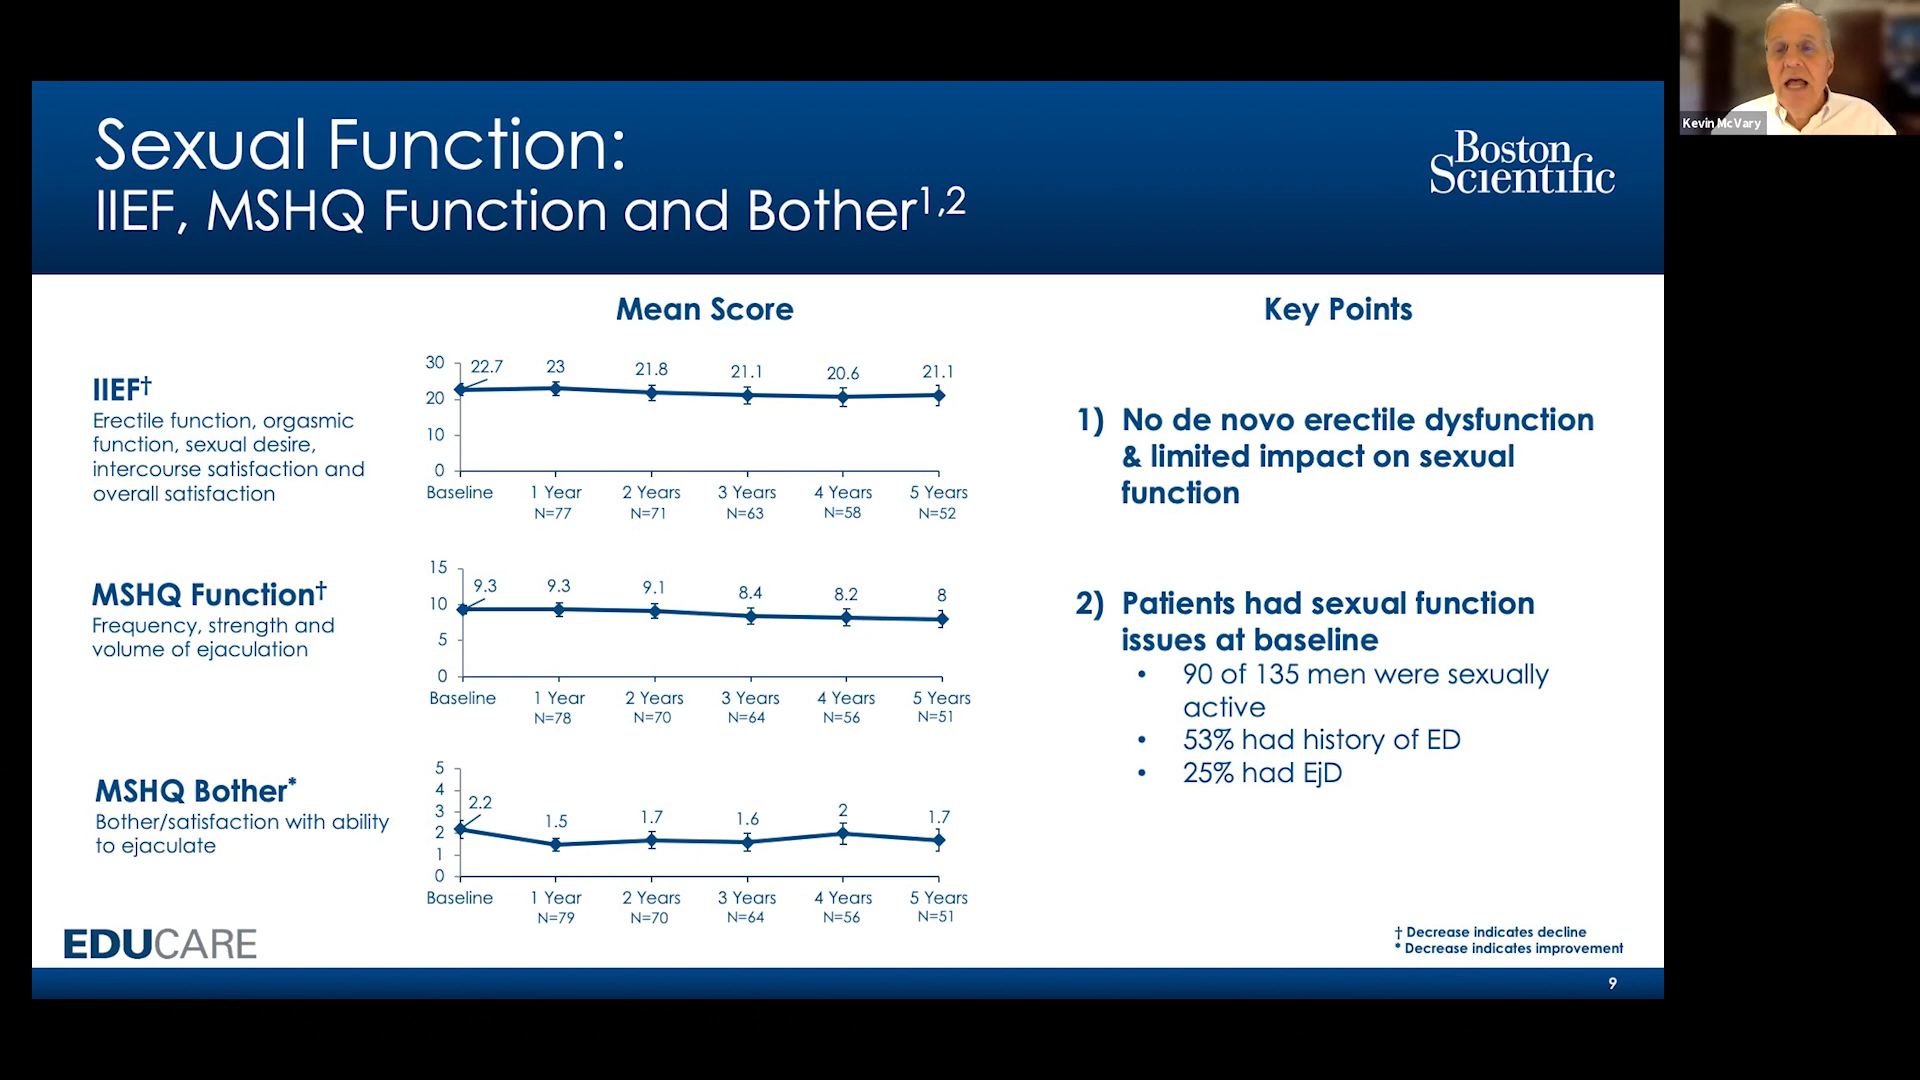 Sexual Function:
IIEF, MSHQ Function and Bother1,2
Boston
Scientific
Kevin McVary
Mean Score
Key Points
IIEF†
Erectile function, orgasmic
function, sexual desire,
intercourse satisfaction and
overall satisfaction
30
20
10
0
22.7
23
21.8
21.1
20.6
21.1
Baseline
1 Year
2 Years
3 Years
4 Years
5 Years
N=77
N=71
N=63
N=58
N=52
MSHQ Function†
Frequency, strength and
volume of ejaculation
15
10
5
0
9.3
9.3
9.1
8.4
8.2
8
Baseline
1 Year
2 Years
3 Years
4 Years
5 Years
N=78
N=70
N=64
N=56
N=51
MSHQ Bother*
Bother/satisfaction with ability
to ejaculate
5
4
3
2
1
0
2.2
1.5
1.7
1.6
2
1.7
Baseline
1 Year
2 Years
3 Years
4 Years
5 Years
N=79
N=70
N=64
N=56
N=51
1) No de novo erectile dysfunction
& limited impact on sexual
function
2) Patients had sexual function
issues at baseline
• 90 of 135 men were sexually
active
• 53% had history of ED
• 25% had EjD
EDUCARE
† Decrease indicates decline
* Decrease indicates improvement
9